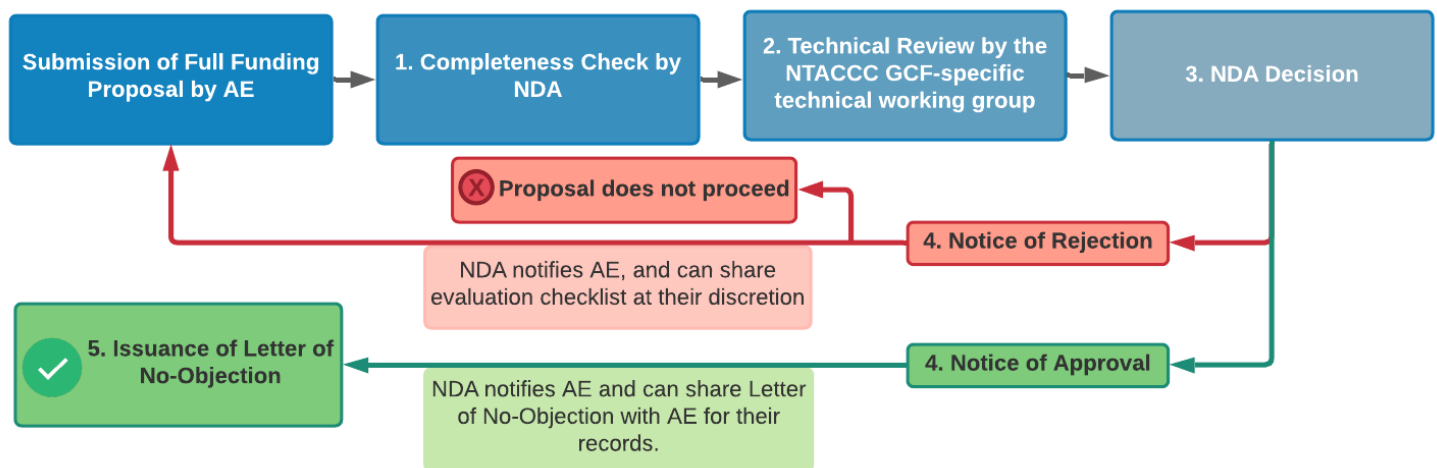 Submission of Full Funding
Proposal by AE
1. Completeness Check by
NDA
2. Technical Review by the
NTACCC GCF-specific
technical working group
3. NDA Decision
X Proposal does not proceed
4. Notice of Rejection
NDA notifies AE, and can share
evaluation checklist at their discretion
5. Issuance of Letter of
No-Objection
4. Notice of Approval
NDA notifies AE and can share Letter
of No-Objection with AE for their
records.